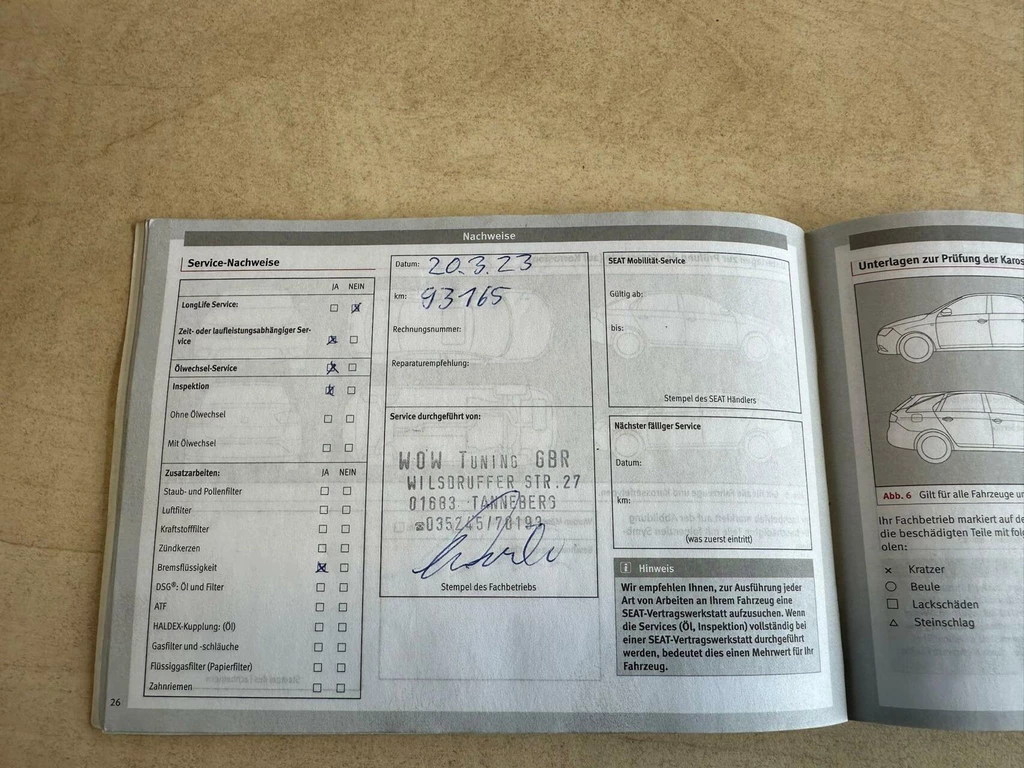 Nachweise
Service-Nachweise
JA NEIN
LongLife Service:
Zeit- oder laufleistungsabhängiger Ser-
vice
Ölwechsel-Service
Inspektion
Ohne Ölwechsel
Mit Ölwechsel
Zusatzarbeiten: JA NEIN
Staub- und Pollenfilter
Luftfilter
Kraftstofffilter
Zündkerzen
Bremsflüssigkeit
DSG®: Öl und Filter
ATF
HALDEX-Kupplung: (Öl)
Gasfilter und -schläuche
Flüssiggasfilter (Papierfilter)
Zahnriemen
26
Datum: 20.3.23
km: 93165
Rechnungsnummer:
Reparaturempfehlung:
Service durchgeführt von:
WOW TUNING GBR
WILSDRUFFER STR.27
01683 TANNEBERG
☎035245/70193
Stempel des Fachbetriebs
SEAT Mobilität-Service
Gültig ab:
bis:
Stempel des SEAT Händlers
Nächster fälliger Service
Datum:
km:
(was zuerst eintritt)
Hinweis
Wir empfehlen Ihnen, zur Ausführung jeder
Art von Arbeiten an Ihrem Fahrzeug eine
SEAT-Vertragswerkstatt aufzusuchen. Wenn
die Services (Öl, Inspektion) vollständig bei
einer SEAT-Vertragswerkstatt durchgeführt
werden, bedeutet dies einen Mehrwert für Ihr
Fahrzeug.
Unterlagen zur Prüfung der Karos
Abb. 6 Gilt für alle Fahrzeuge u
Ihr Fachbetrieb markiert auf de
die beschädigten Teile mit folg
olen:
Kratzer
Beule
Lackschäden
Steinschlag